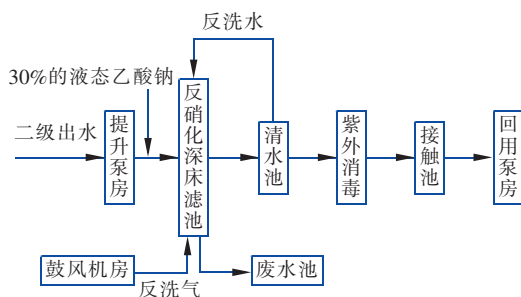 反洗水
30%的液态乙酸钠
二级出水
提升泵房
反硝化深床滤池
清水池
紫外消毒
接触池
回用泵房
鼓风机房
反洗气
废水池